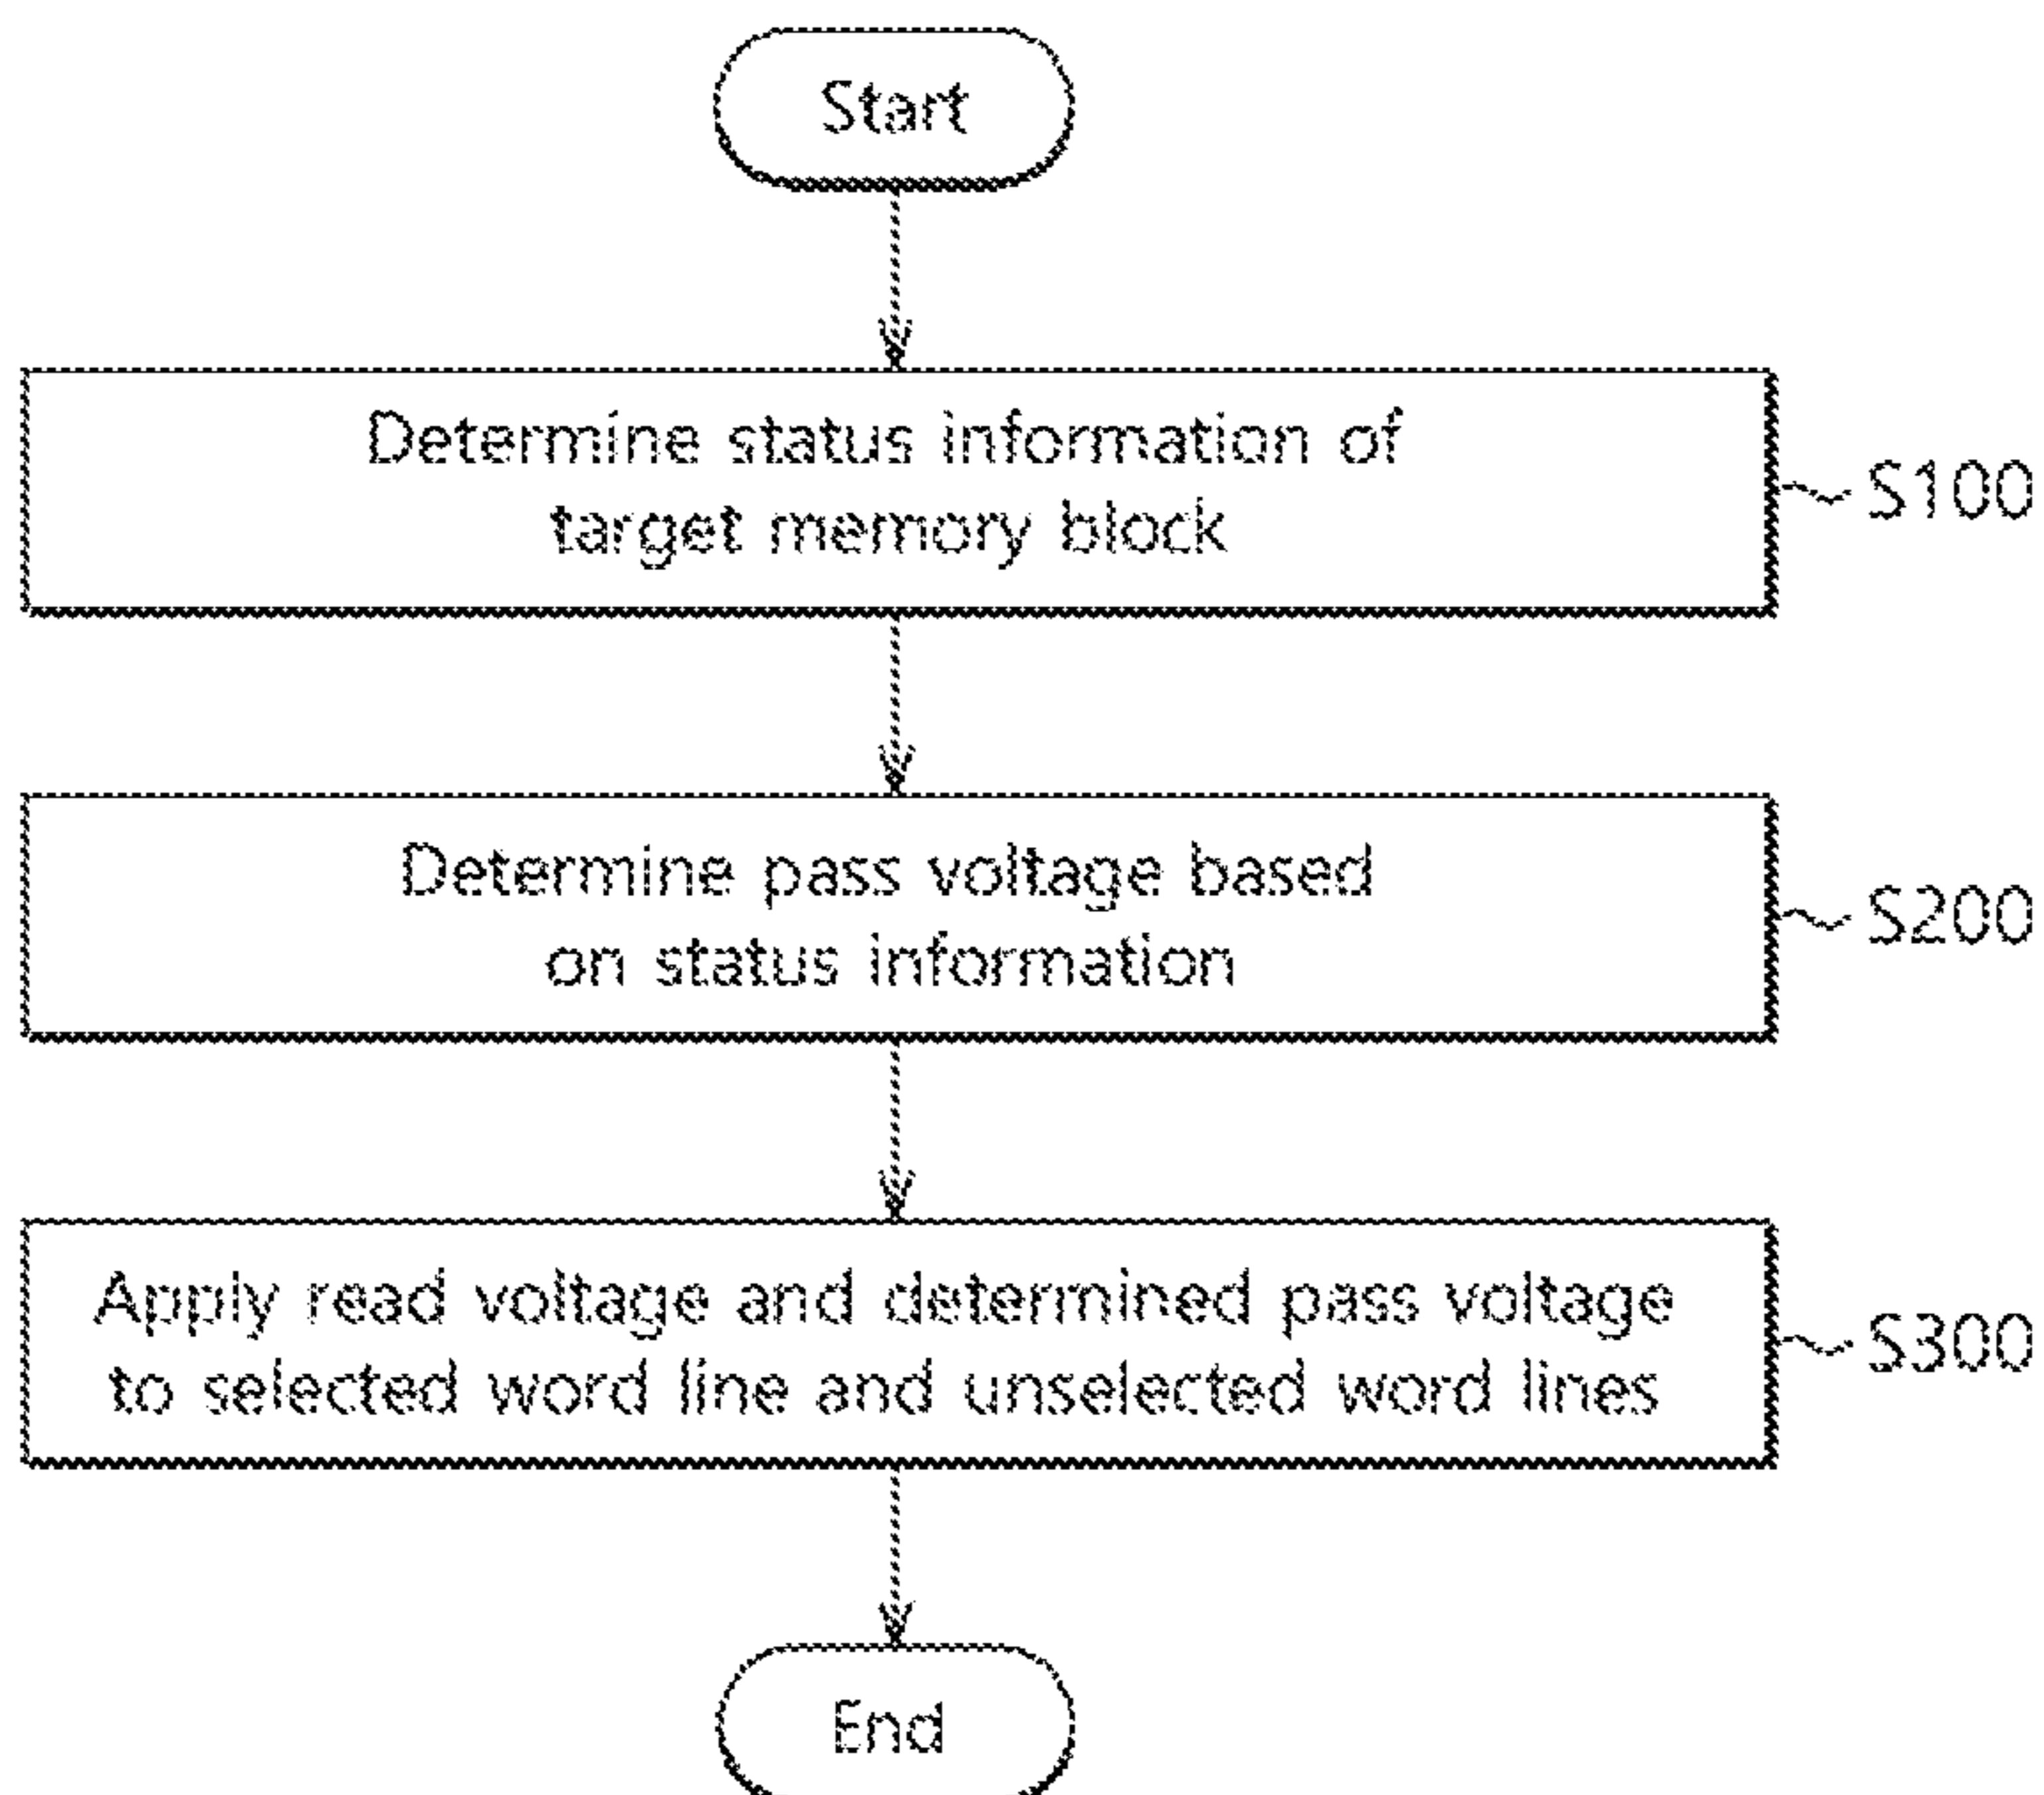 Start
Determine status information of
target memory block
S100
Determine pass voltage based
on status information
S200
Apply read voltage and determined pass voltage
to selected word line and unselected word lines
S300
End